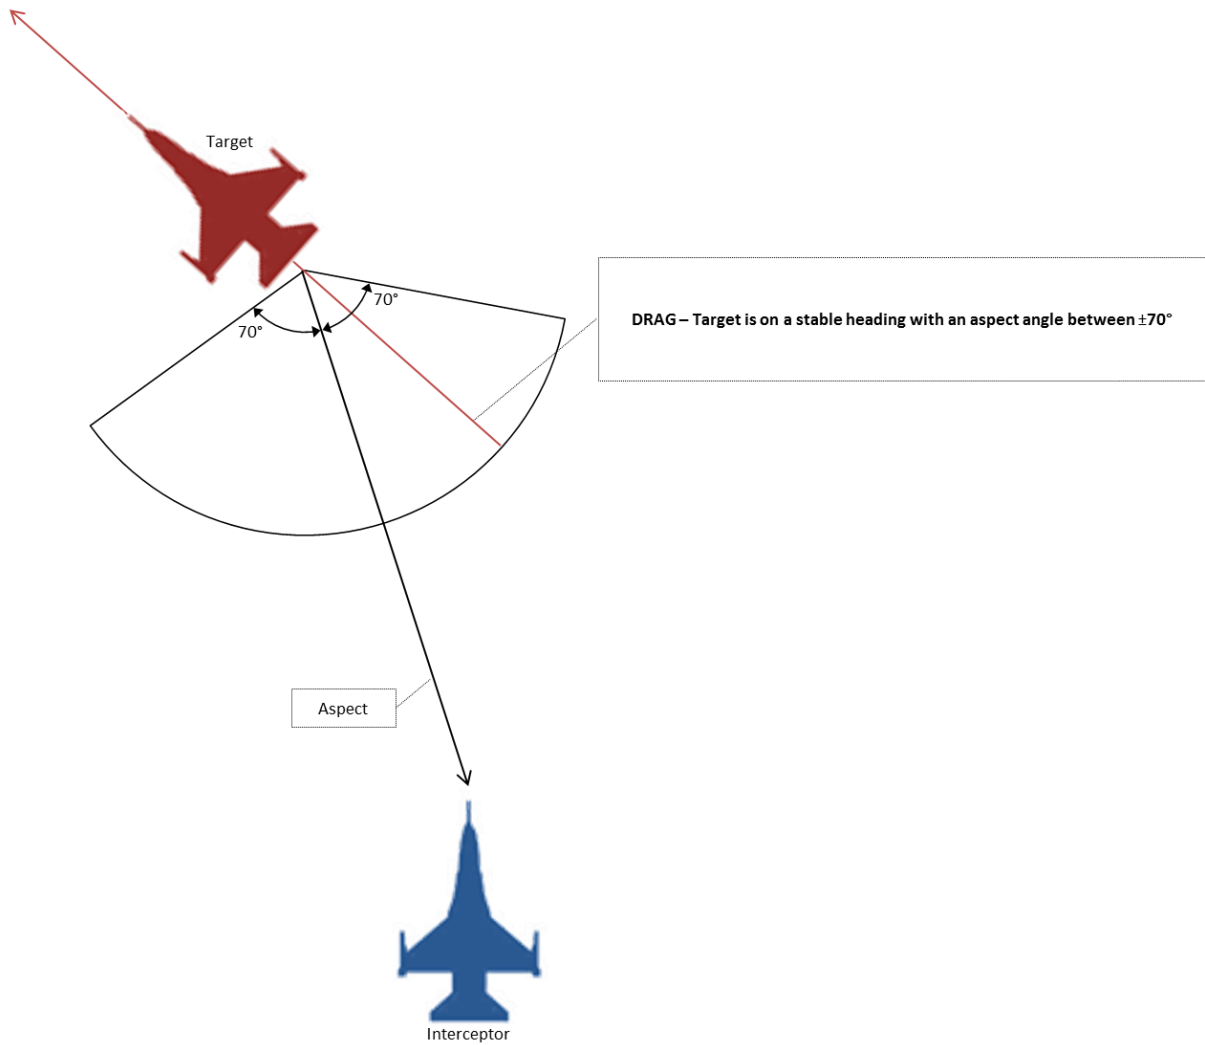 Target
70°
70°
DRAG – Target is on a stable heading with an aspect angle between ±70°
Aspect
Interceptor